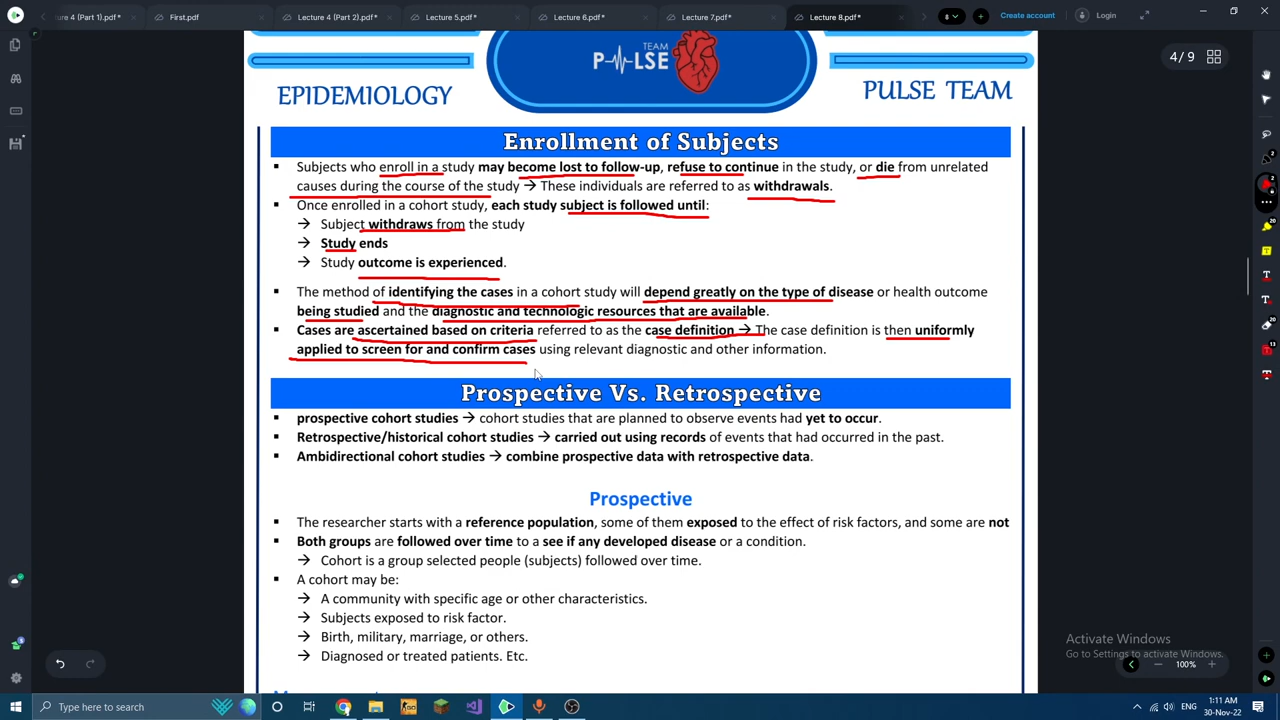 ure 4 (Part 1).pdf*
First.pdf
Lecture 4 (Part 2).pdf*
Lecture 5.pdf*
Lecture 6.pdf*
Lecture 7.pdf*
Lecture 8.pdf*
8
Create account
Login
4/9
TEAM
PULSE
EPIDEMIOLOGY
PULSE TEAM
Enrollment of Subjects
▪ Subjects who enroll in a study may become lost to follow-up, refuse to continue in the study, or die from unrelated
causes during the course of the study → These individuals are referred to as withdrawals.
▪ Once enrolled in a cohort study, each study subject is followed until:
→ Subject withdraws from the study
→ Study ends
→ Study outcome is experienced.
▪ The method of identifying the cases in a cohort study will depend greatly on the type of disease or health outcome
being studied and the diagnostic and technologic resources that are available.
▪ Cases are ascertained based on criteria referred to as the case definition → The case definition is then uniformly
applied to screen for and confirm cases using relevant diagnostic and other information.
Prospective Vs. Retrospective
▪ prospective cohort studies → cohort studies that are planned to observe events had yet to occur.
▪ Retrospective/historical cohort studies → carried out using records of events that had occurred in the past.
▪ Ambidirectional cohort studies → combine prospective data with retrospective data.
Prospective
▪ The researcher starts with a reference population, some of them exposed to the effect of risk factors, and some are not
▪ Both groups are followed over time to a see if any developed disease or a condition.
→ Cohort is a group selected people (subjects) followed over time.
▪ A cohort may be:
→ A community with specific age or other characteristics.
→ Subjects exposed to risk factor.
→ Birth, military, marriage, or others.
→ Diagnosed or treated patients. Etc.
Activate Windows
Go to Settings to activate Windows.
100%
Type here to search
ENG
1:11 AM
30-Nov-22